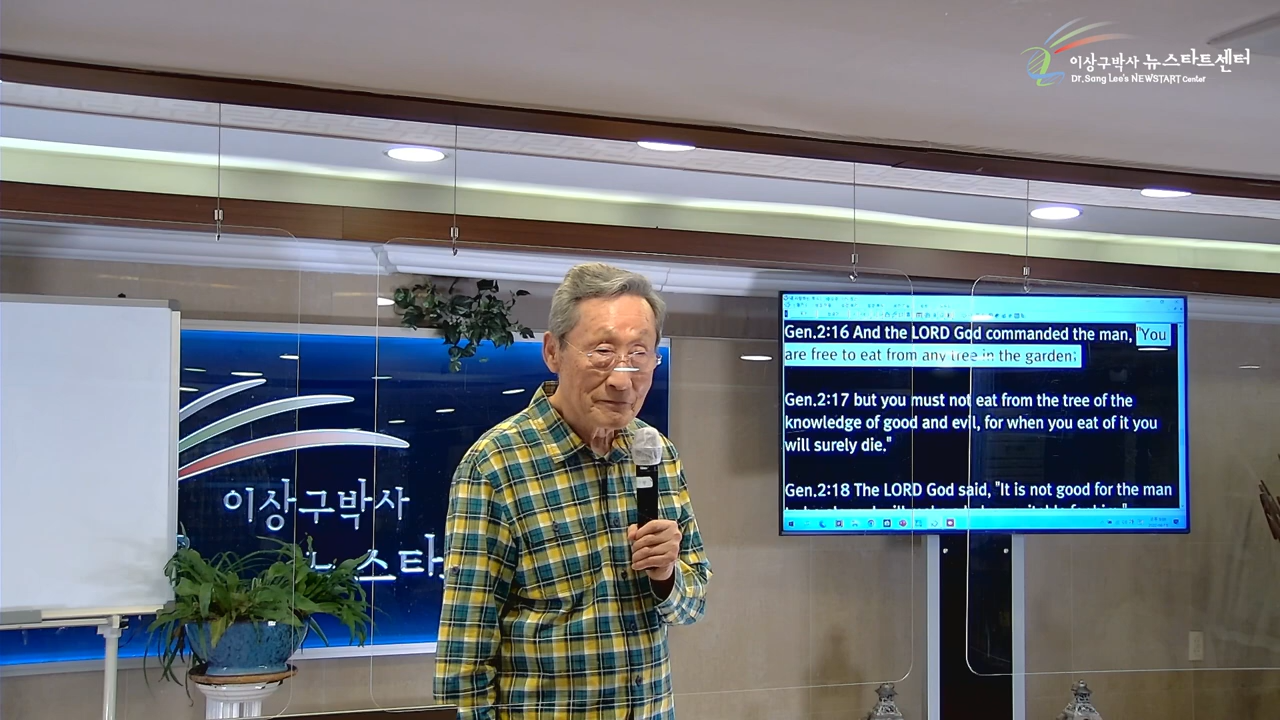 이상구박사 뉴스타트센터
Dr.Sang Lee's NEWSTART Center
Gen.2:16 And the LORD God commanded the man, "You
are free to eat from any tree in the garden;
Gen.2:17 but you must not eat from the tree of the
knowledge of good and evil, for when you eat of it you
will surely die."
Gen.2:18 The LORD God said, "It is not good for the man
이상구박사
뉴스타